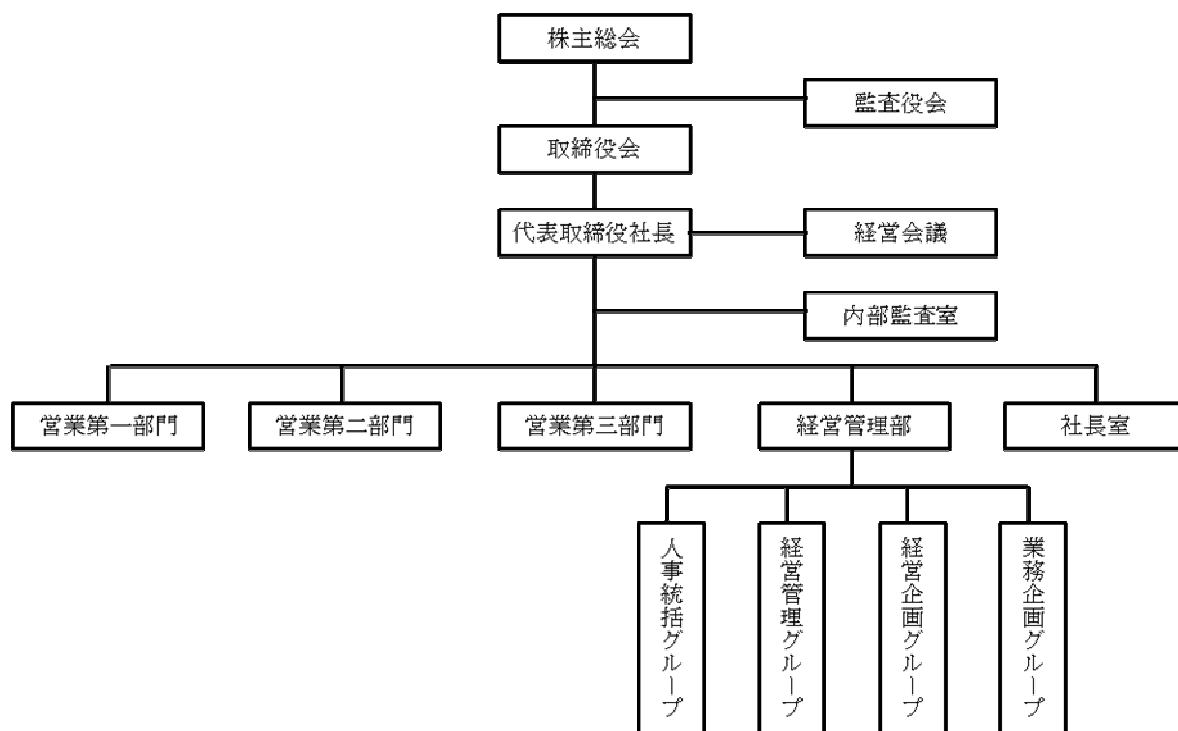 株主総会
監査役会
取締役会
代表取締役社長
経営会議
内部監査室
営業第一部門
営業第二部門
営業第三部門
経営管理部
社長室
人事統括グループ
経営管理グループ
経営企画グループ
業務企画グループ